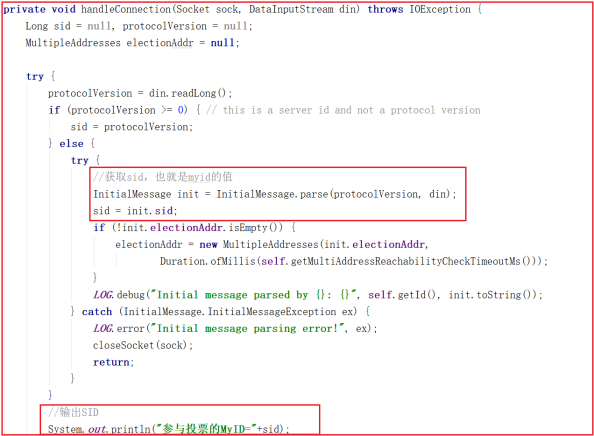 private void handleConnection(Socket sock, DataInputStream din) throws IOException {
Long sid = null, protocolVersion = null;
MultipleAddresses electionAddr = null;
try {
protocolVersion = din.readLong();
if (protocolVersion >= 0) { // this is a server id and not a protocol version
sid = protocolVersion;
} else {
try {
//获取sid，也就是myid的值
InitialMessage init = InitialMessage.parse(protocolVersion, din);
sid = init.sid;
if (!init.electionAddr.isEmpty()) {
electionAddr = new MultipleAddresses(init.electionAddr,
Duration.ofMillis(self.getMultiAddressReachabilityCheckTimeoutMs()));
}
LOG.debug("Initial message parsed by {}: {}", self.getId(), init.toString());
} catch (InitialMessage.InitialMessageException ex) {
LOG.error("Initial message parsing error!", ex);
closeSocket(sock);
return;
}
}
//输出SID
System.out.println("参与投票的MyID="+sid);